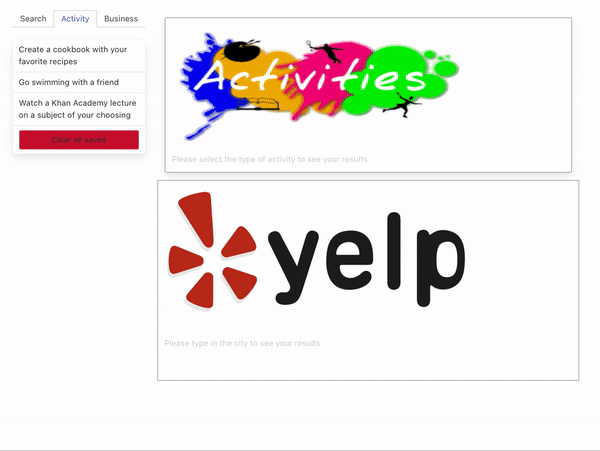 Search Activity Business
Create a cookbook with your
favorite recipes
Go swimming with a friend
Watch a Khan Academy lecture
on a subject of your choosing
Clear all saved
Activities
Please select the type of activity to see your results
yelp
Please type in the city to see your results